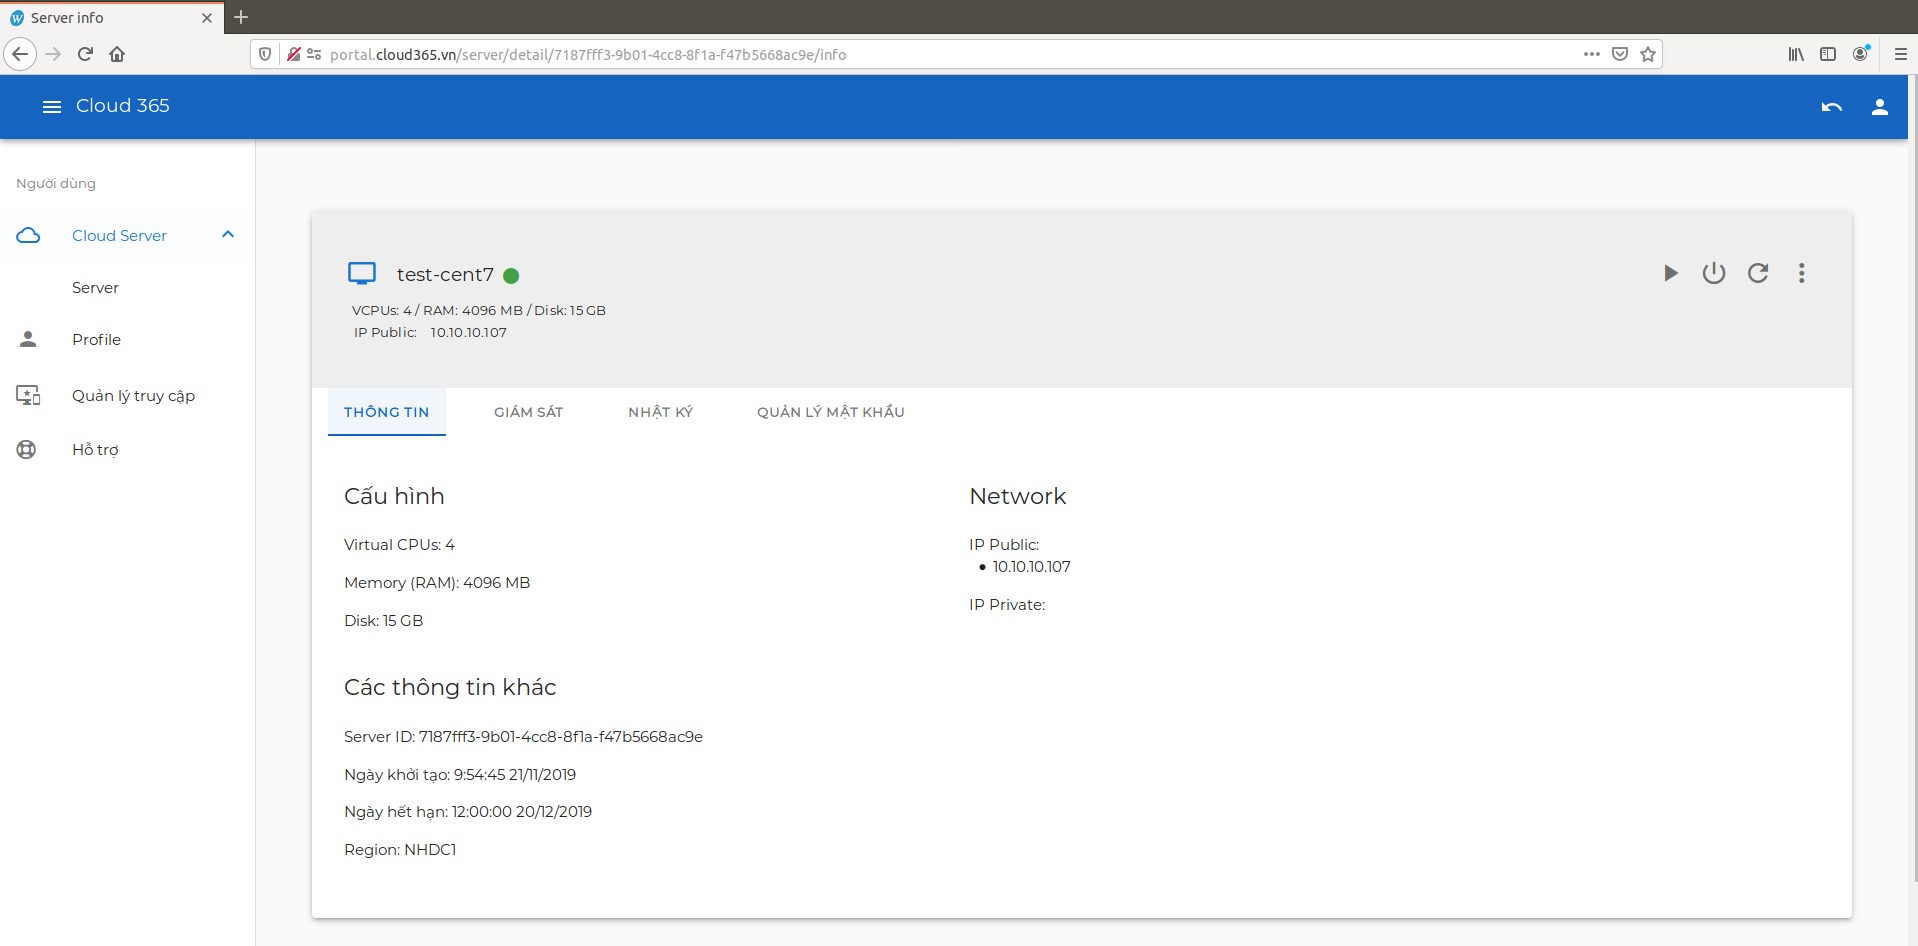 Server info
portal.cloud365.vn/server/detail/7187fff3-9b01-4cc8-8f1a-f47b5668ac9e/info
Cloud 365
Người dùng
Cloud Server
Server
Profile
Quản lý truy cập
Hỗ trợ
test-cent7
VCPUs: 4 / RAM: 4096 MB / Disk: 15 GB
IP Public: 10.10.10.107
THÔNG TIN GIÁM SÁT NHẬT KÝ QUẢN LÝ MẬT KHẨU
Cấu hình
Virtual CPUs: 4
Memory (RAM): 4096 MB
Disk: 15 GB
Network
IP Public:
• 10.10.10.107
IP Private:
Các thông tin khác
Server ID: 7187fff3-9b01-4cc8-8f1a-f47b5668ac9e
Ngày khởi tạo: 9:54:45 21/11/2019
Ngày hết hạn: 12:00:00 20/12/2019
Region: NHDC1